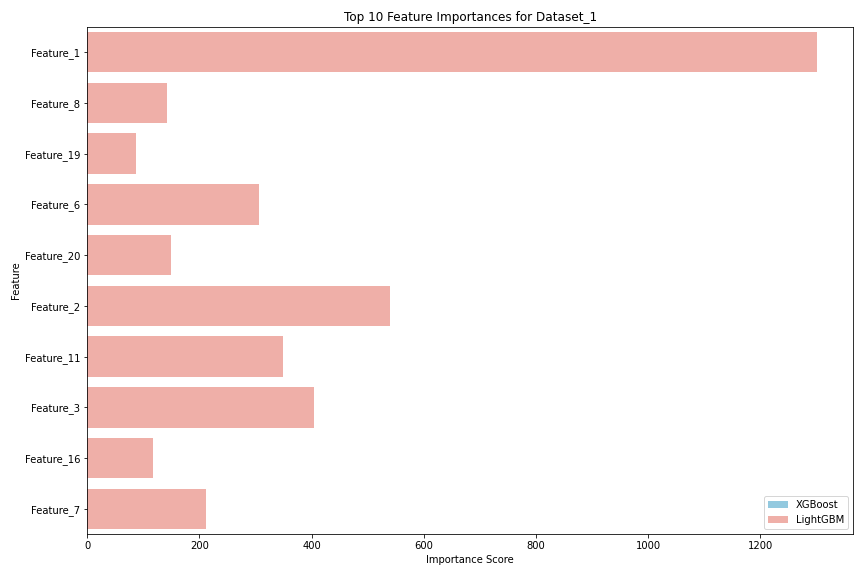 Top 10 Feature Importances for Dataset_1
Feature_1
Feature_8
Feature_19
Feature_6
Feature_20
Feature_2
Feature_11
Feature_3
Feature_16
Feature_7
Feature
XGBoost
LightGBM
0 200 400 600 800 1000 1200
Importance Score